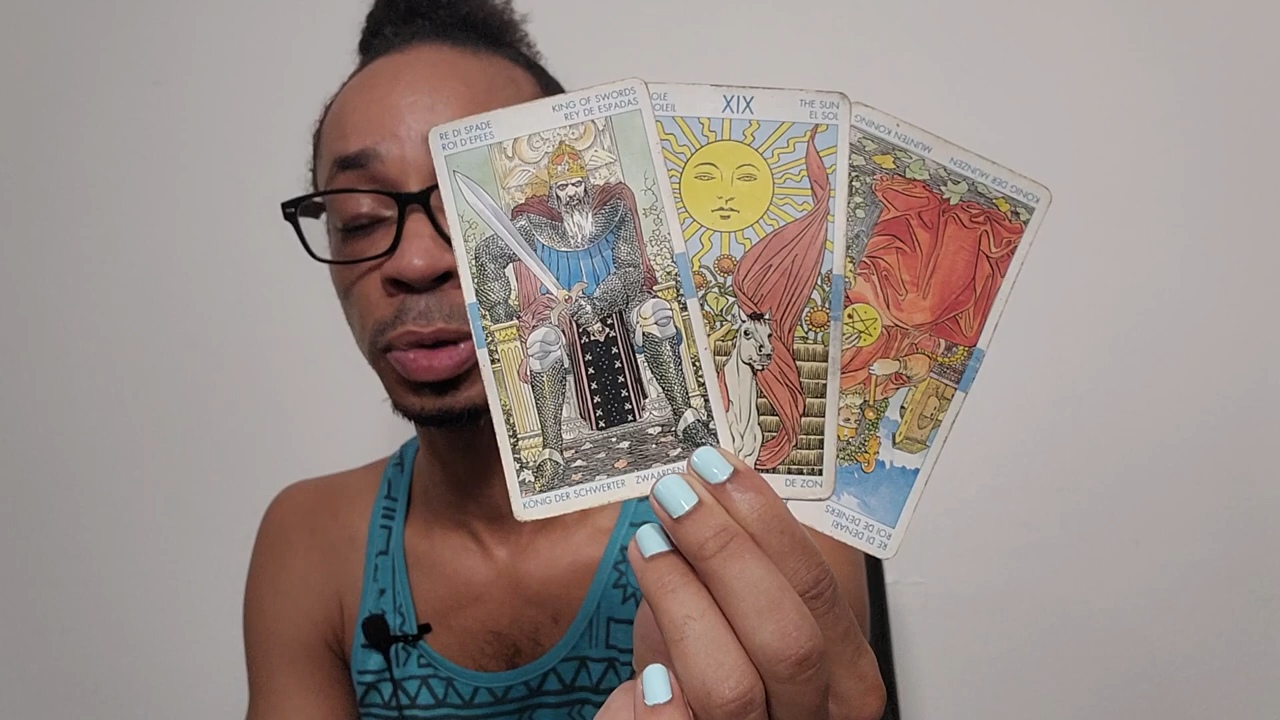 RE DI SPADE
ROI D'EPEES
KING OF SWORDS
REY DE ESPADAS
KÖNIG DER SCHWERTER ZWAARDEN
OLE
OLEIL
XIX
THE SUN
EL SOL
DE ZON
MUNTEN KONING
KÖNIG DER MÜNZEN
ROI DE DENIERS
RE DI DENARI